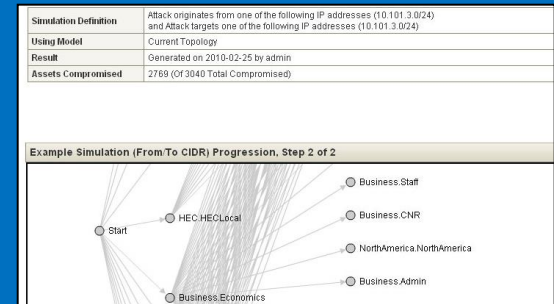 Simulation Definition
Attack originates from one of the following IP addresses (10.101.3.0/24)
and Attack targets one of the following IP addresses (10.101.3.0/24)
Using Model
Current Topology
Result
Generated on 2010-02-25 by admin
Assets Compromised
2769 (Of 3040 Total Compromised)
Example Simulation (From/To CIDR) Progression, Step 2 of 2
Business.Staff
HEC.HECLocal
Business.CNR
Start
NorthAmerica.NorthAmerica
Business.Admin
Business.Economics